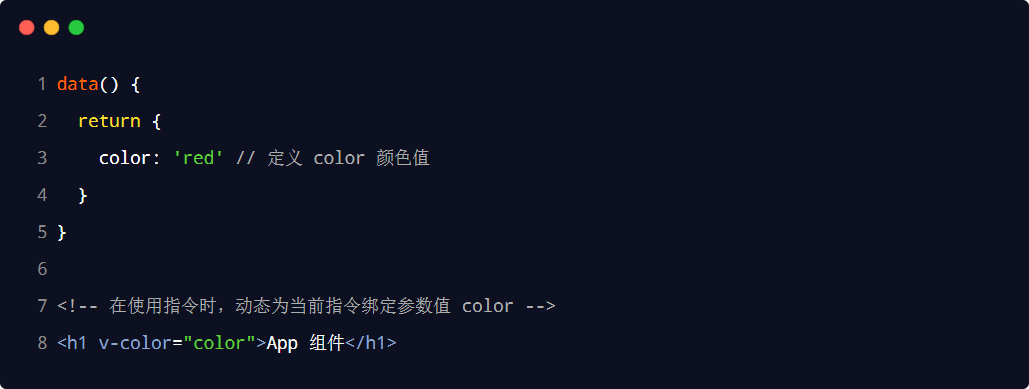 1 data() {
2   return {
3     color: 'red' // 定义 color 颜色值
4   }
5 }
6
7 <!-- 在使用指令时，动态为当前指令绑定参数值 color -->
8 <h1 v-color="color">App 组件</h1>